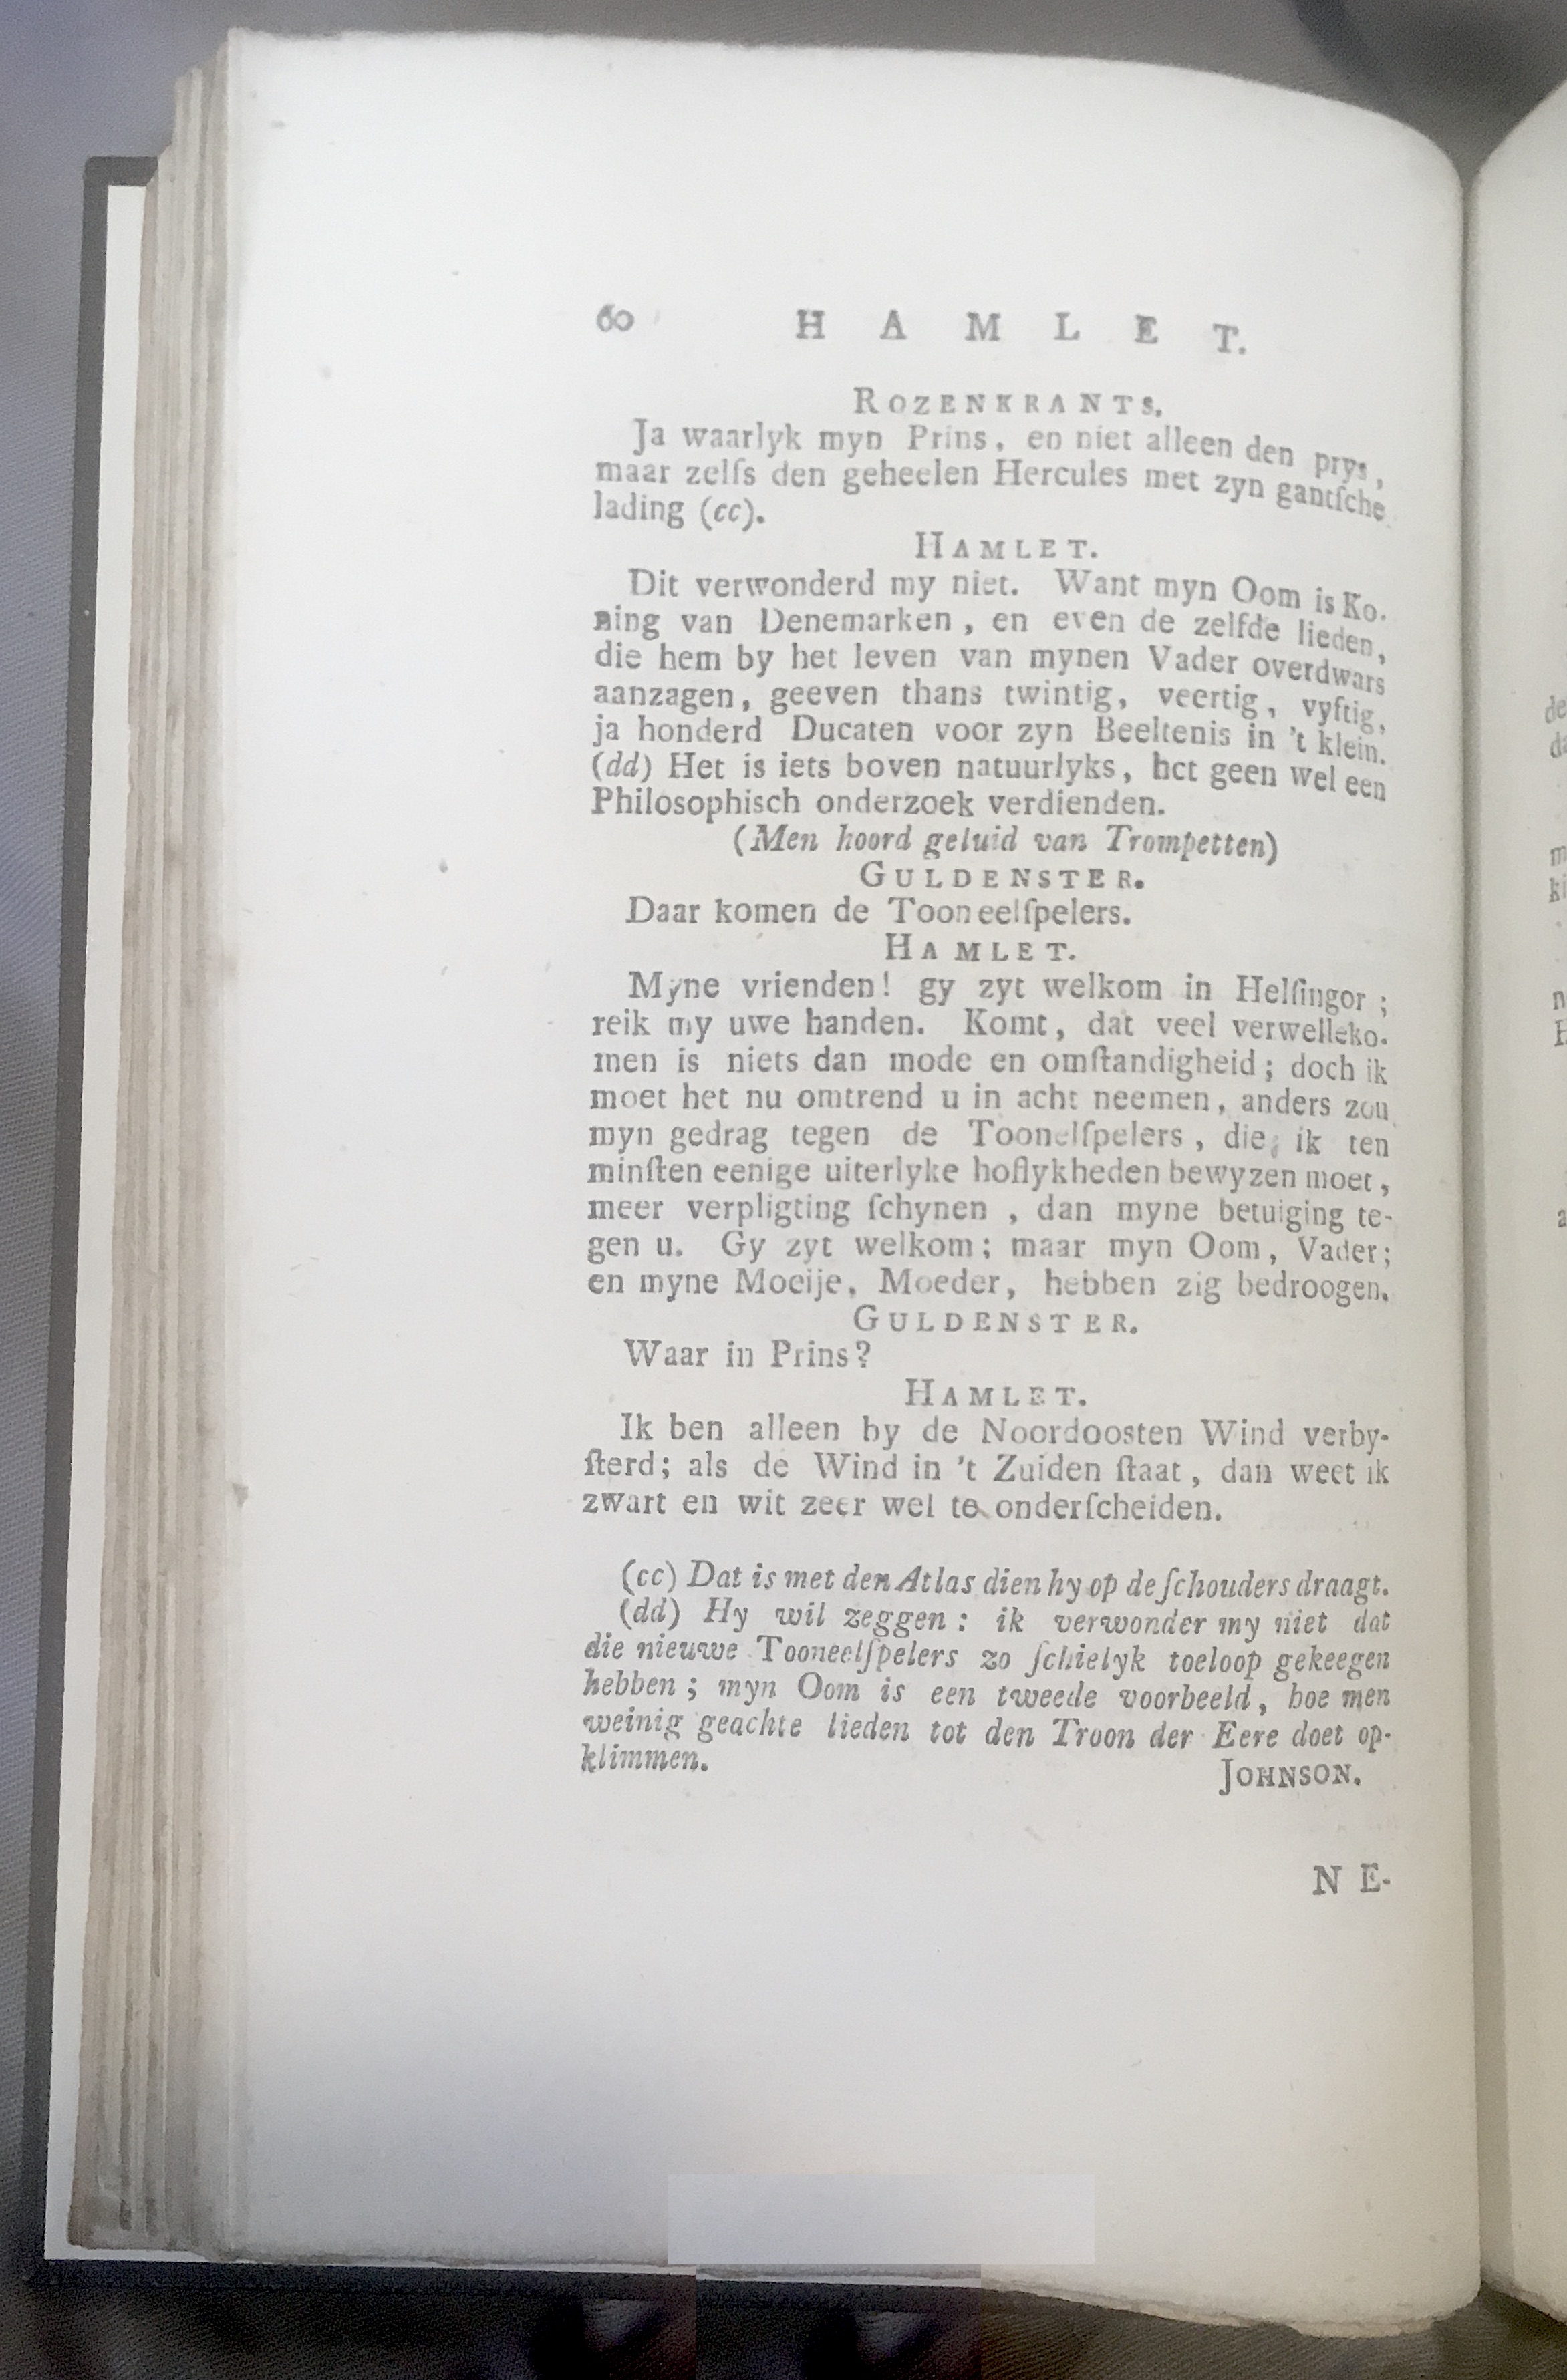 60 HAMLET.
ROZENKRANTS.
Ja waarlyk myn Prins, en niet alleen den prys,
maar zelfs den geheelen Hercules met zyn gantſche
lading (cc).
HAMLET.
Dit verwonderd my niet. Want myn Oom is Ko-
ning van Denemarken, en even de zelfde lieden,
die hem by het leven van mynen Vader overdwars
aanzagen, geeven thans twintig, veertig, vyftig,
ja honderd Ducaten voor zyn Beeltenis in 't klein.
(dd) Het is iets boven natuurlyks, het geen wel een
Philosophisch onderzoek verdienden.
(Men hoord geluid van Trompetten)
GULDENSTER.
Daar komen de Tooneelſpelers.
HAMLET.
Myne vrienden! gy zyt welkom in Helſingor;
reik my uwe handen. Komt, dat veel verwelleko-
men is niets dan mode en omſtandigheid; doch ik
moet het nu omtrend u in acht neemen, anders zou
myn gedrag tegen de Toonelſpelers, die, ik ten
minſten eenige uiterlyke hoflykheden bewyzen moet,
meer verpligting ſchynen, dan myne betuiging te-
gen u. Gy zyt welkom; maar myn Oom, Vader;
en myne Moeije, Moeder, hebben zig bedroogen.
GULDENSTER.
Waar in Prins?
HAMLET.
Ik ben alleen by de Noordoosten Wind verby-
ſterd; als de Wind in 't Zuiden ſtaat, dan weet ik
zwart en wit zeer wel te onderſcheiden.
(cc) Dat is met den Atlas dien hy op de ſchouders draagt.
(dd) Hy wil zeggen: ik verwonder my niet dat
die nieuwe Tooneelſpelers zo ſchielyk toeloop gekeegen
hebben; myn Oom is een tweede voorbeeld, hoe men
weinig geachte lieden tot den Troon der Eere doet op-
klimmen. JOHNSON.
NE-